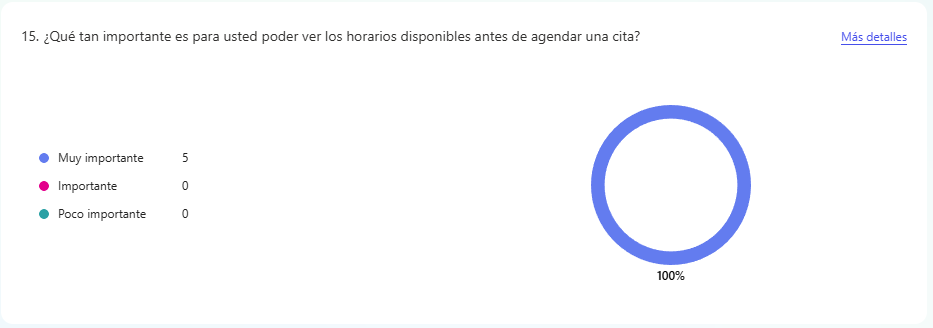 15. ¿Qué tan importante es para usted poder ver los horarios disponibles antes de agendar una cita?
Más detalles
Muy importante 5
Importante 0
Poco importante 0
100%